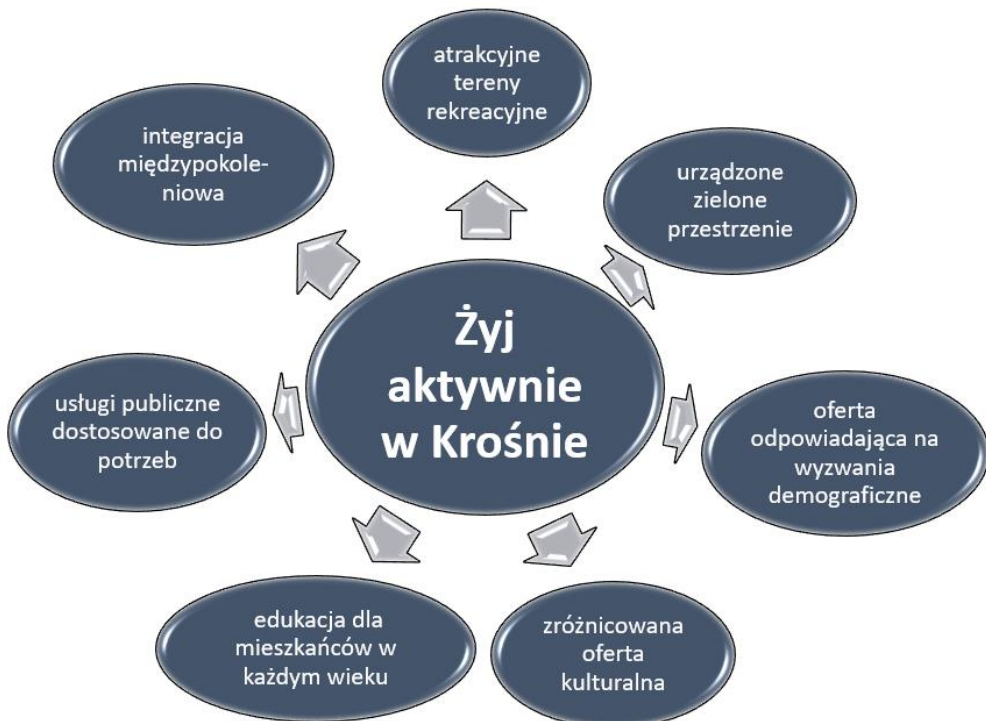 atrakcyjne
tereny
rekreacyjne
urządzone
zielone
przestrzenie
oferta
odpowiadająca na
wyzwania
demograficzne
zróżnicowana
oferta
kulturalna
edukacja dla
mieszkańców w
każdym wieku
usługi publiczne
dostosowane do
potrzeb
integracja
międzypokole-
niowa
Żyj
aktywnie
w Krośnie